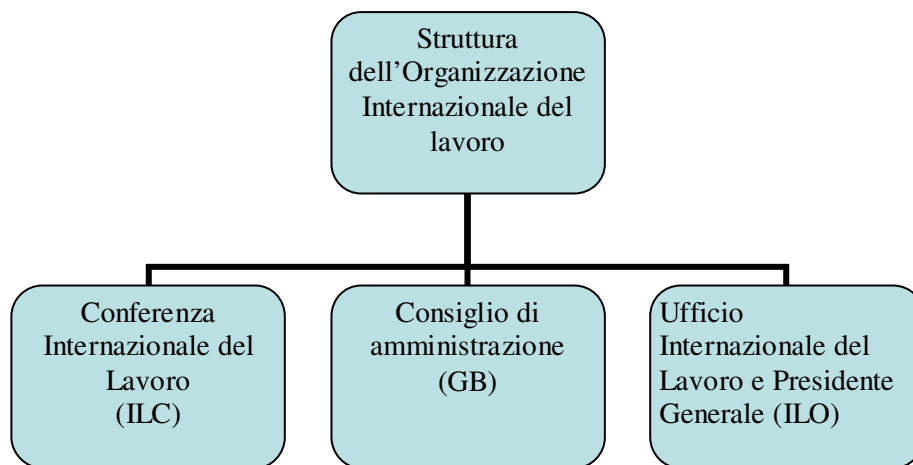 Struttura
dell’Organizzazione
Internazionale del
lavoro
Conferenza
Internazionale del
Lavoro
(ILC)
Consiglio di
amministrazione
(GB)
Ufficio
Internazionale del
Lavoro e Presidente
Generale (ILO)